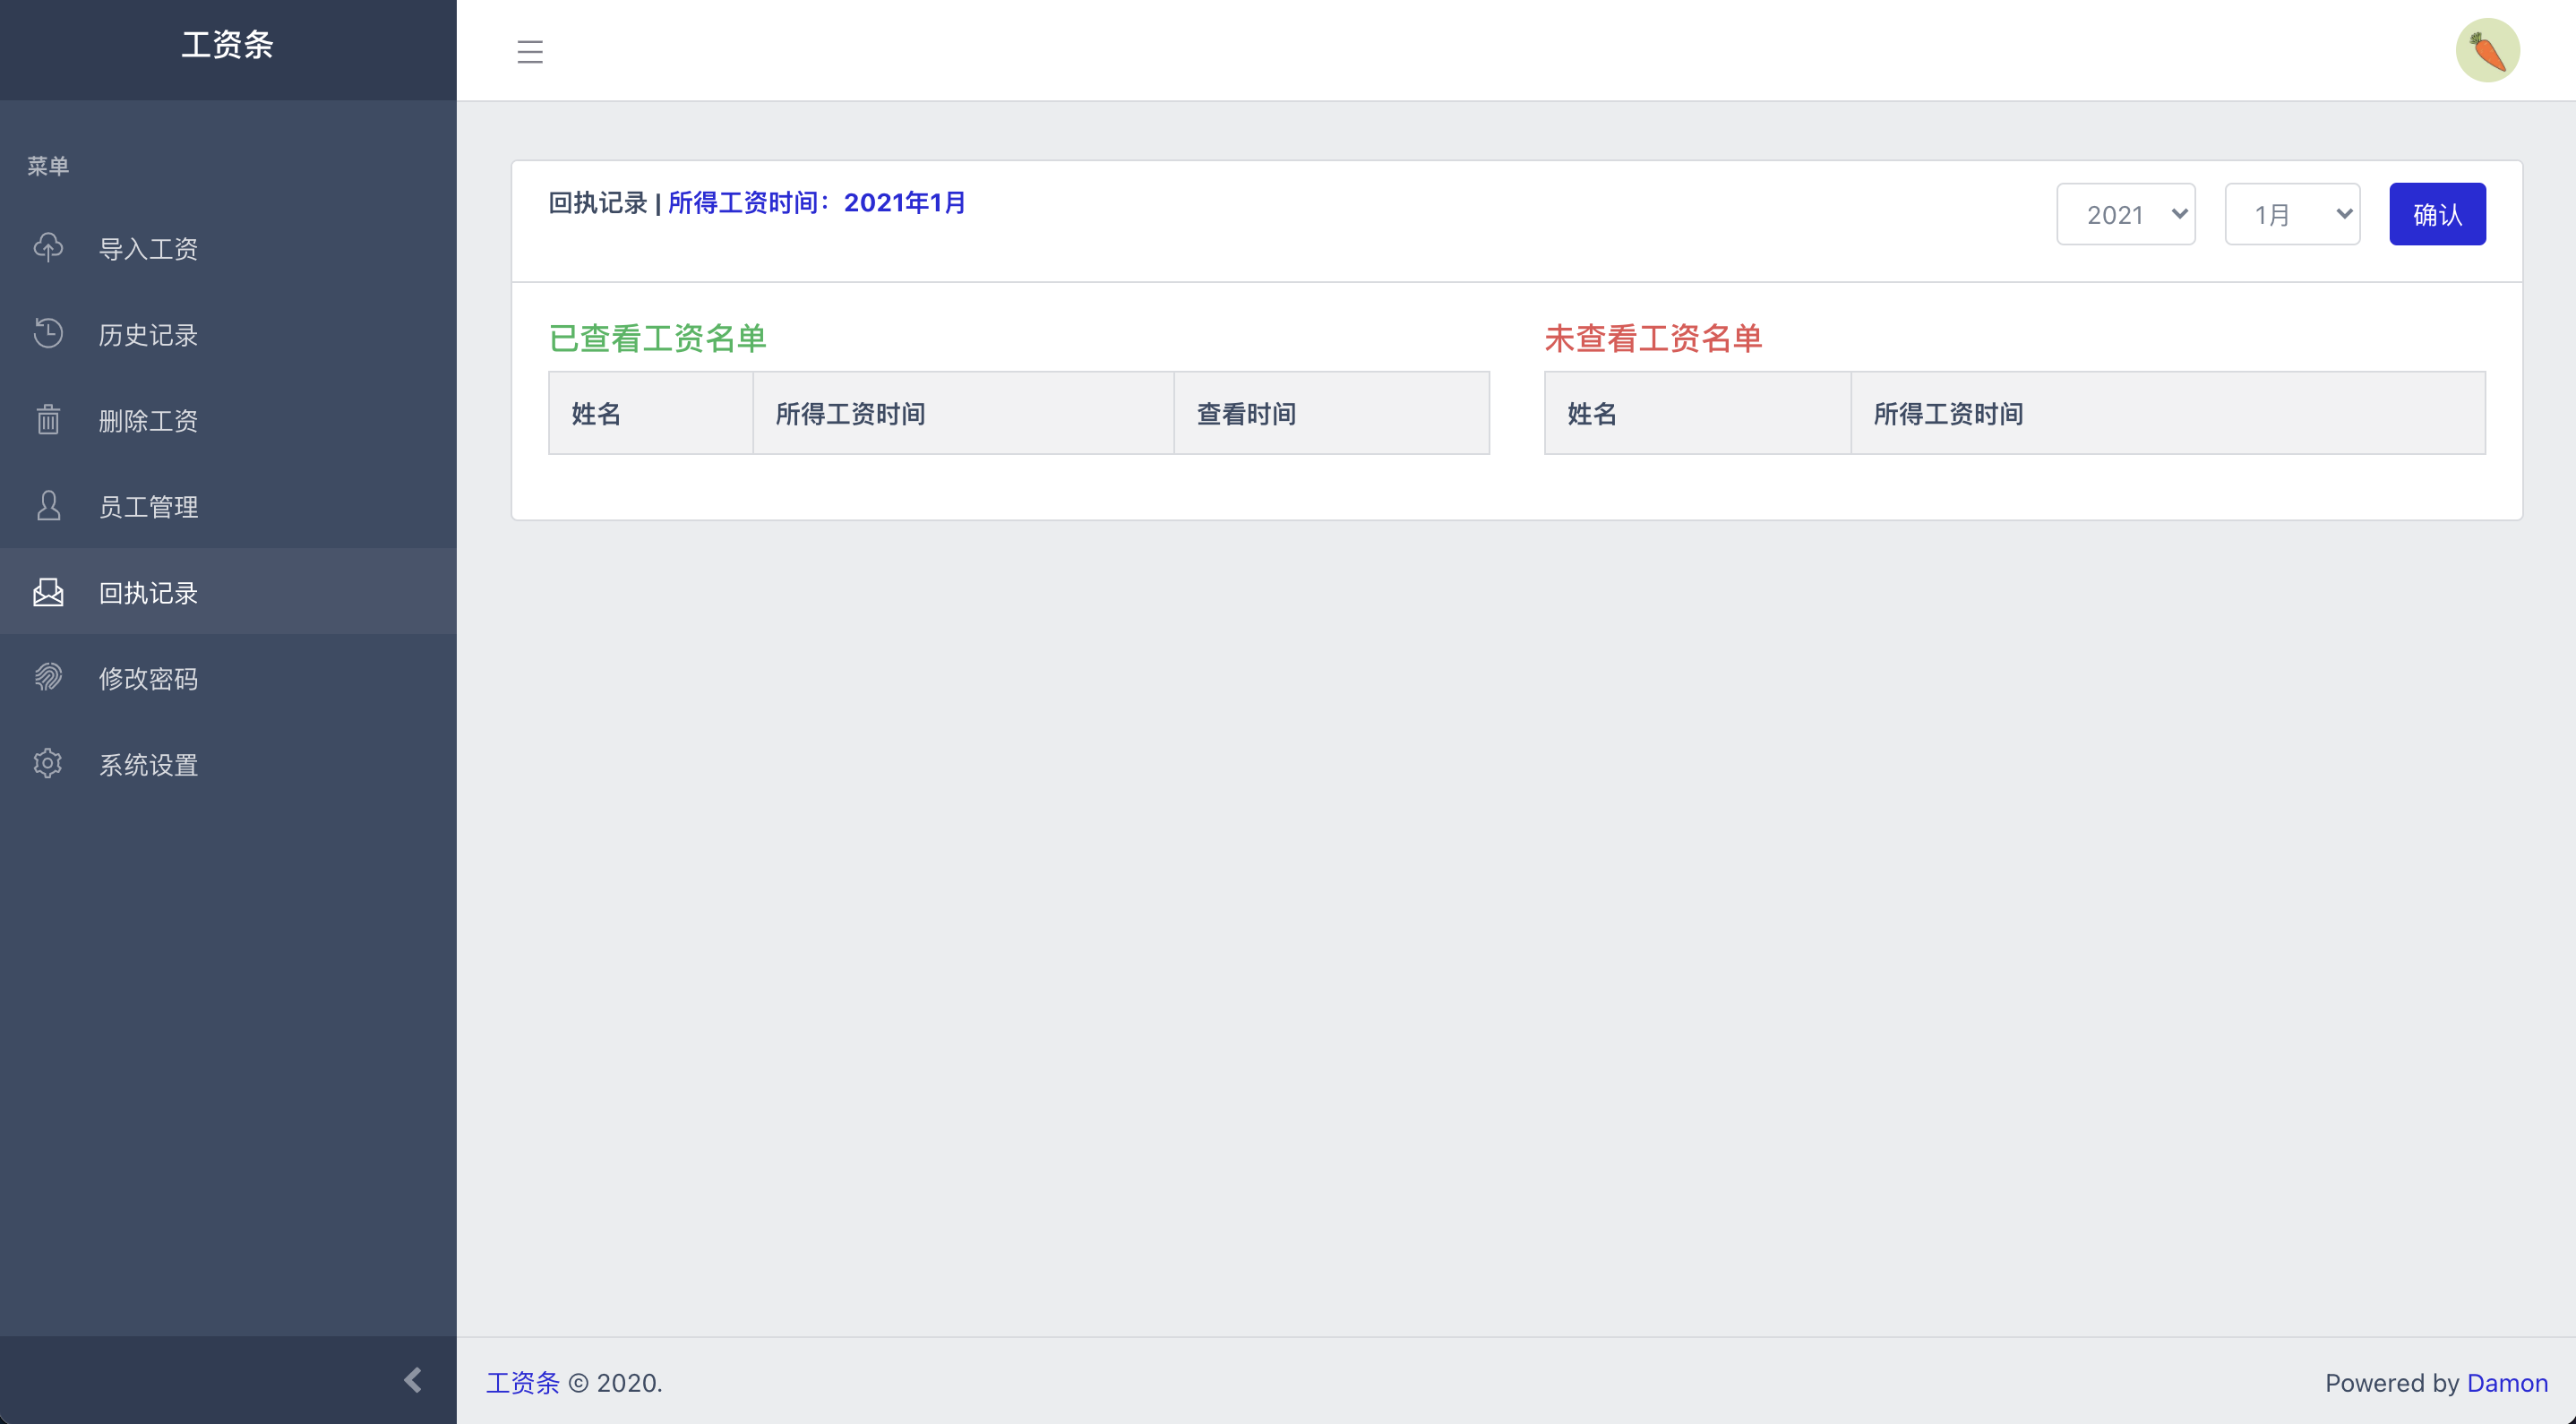 工资条
菜单
导入工资
历史记录
删除工资
员工管理
回执记录
修改密码
系统设置
回执记录 | 所得工资时间：2021年1月
2021
1月
确认
已查看工资名单
姓名 所得工资时间 查看时间
未查看工资名单
姓名 所得工资时间
工资条 © 2020.
Powered by Damon